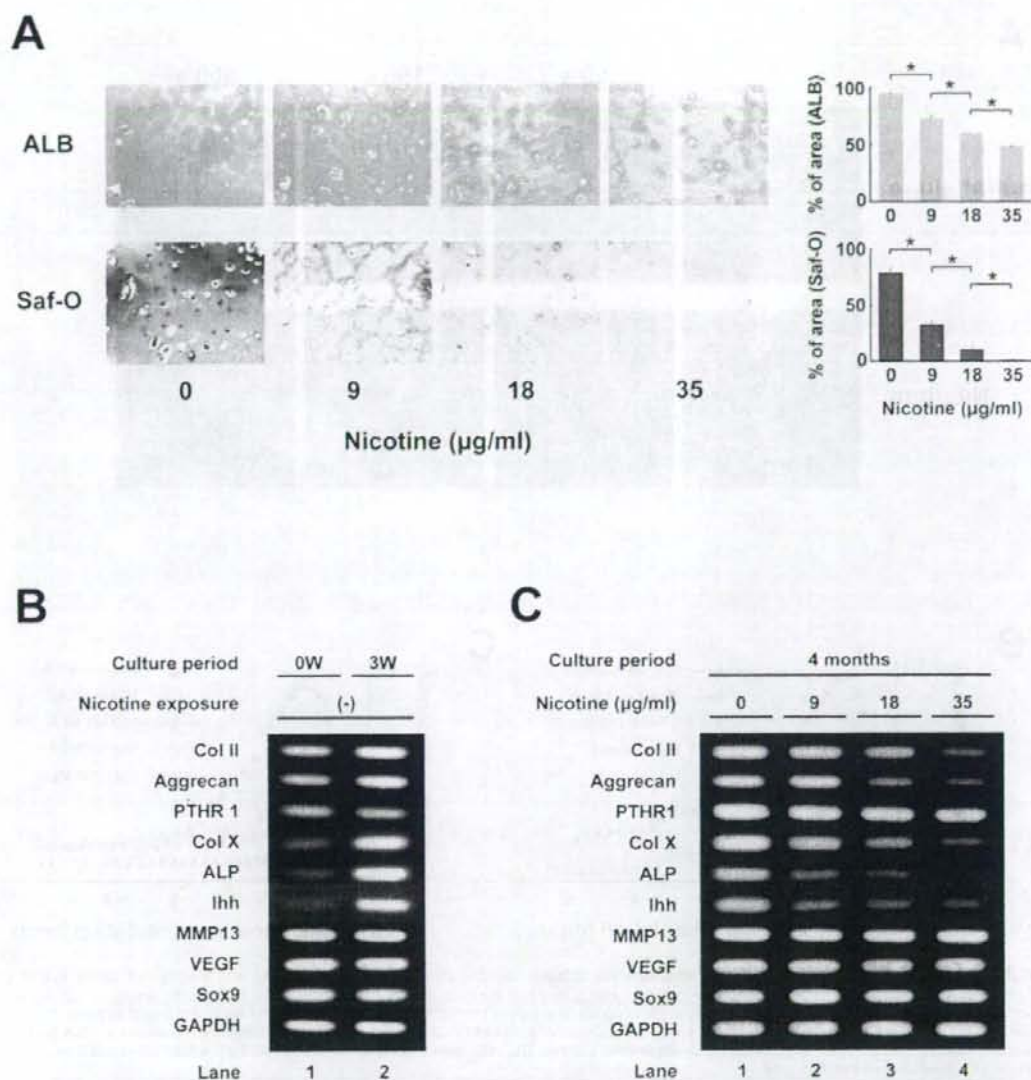 A
ALB
Saf-O
0 9 18 35
Nicotine (µg/ml)
% of area (ALB)
100
50
0
* * *
0 9 18 35
% of area (Saf-O)
100
50
0
* * *
0 9 18 35
Nicotine (µg/ml)
B
Culture period 0W 3W
Nicotine exposure (-)
Col II
Aggrecan
PTHR 1
Col X
ALP
Ihh
MMP13
VEGF
Sox9
GAPDH
Lane 1 2
C
Culture period 4 months
Nicotine (µg/ml) 0 9 18 35
Col II
Aggrecan
PTHR1
Col X
ALP
Ihh
MMP13
VEGF
Sox9
GAPDH
Lane 1 2 3 4